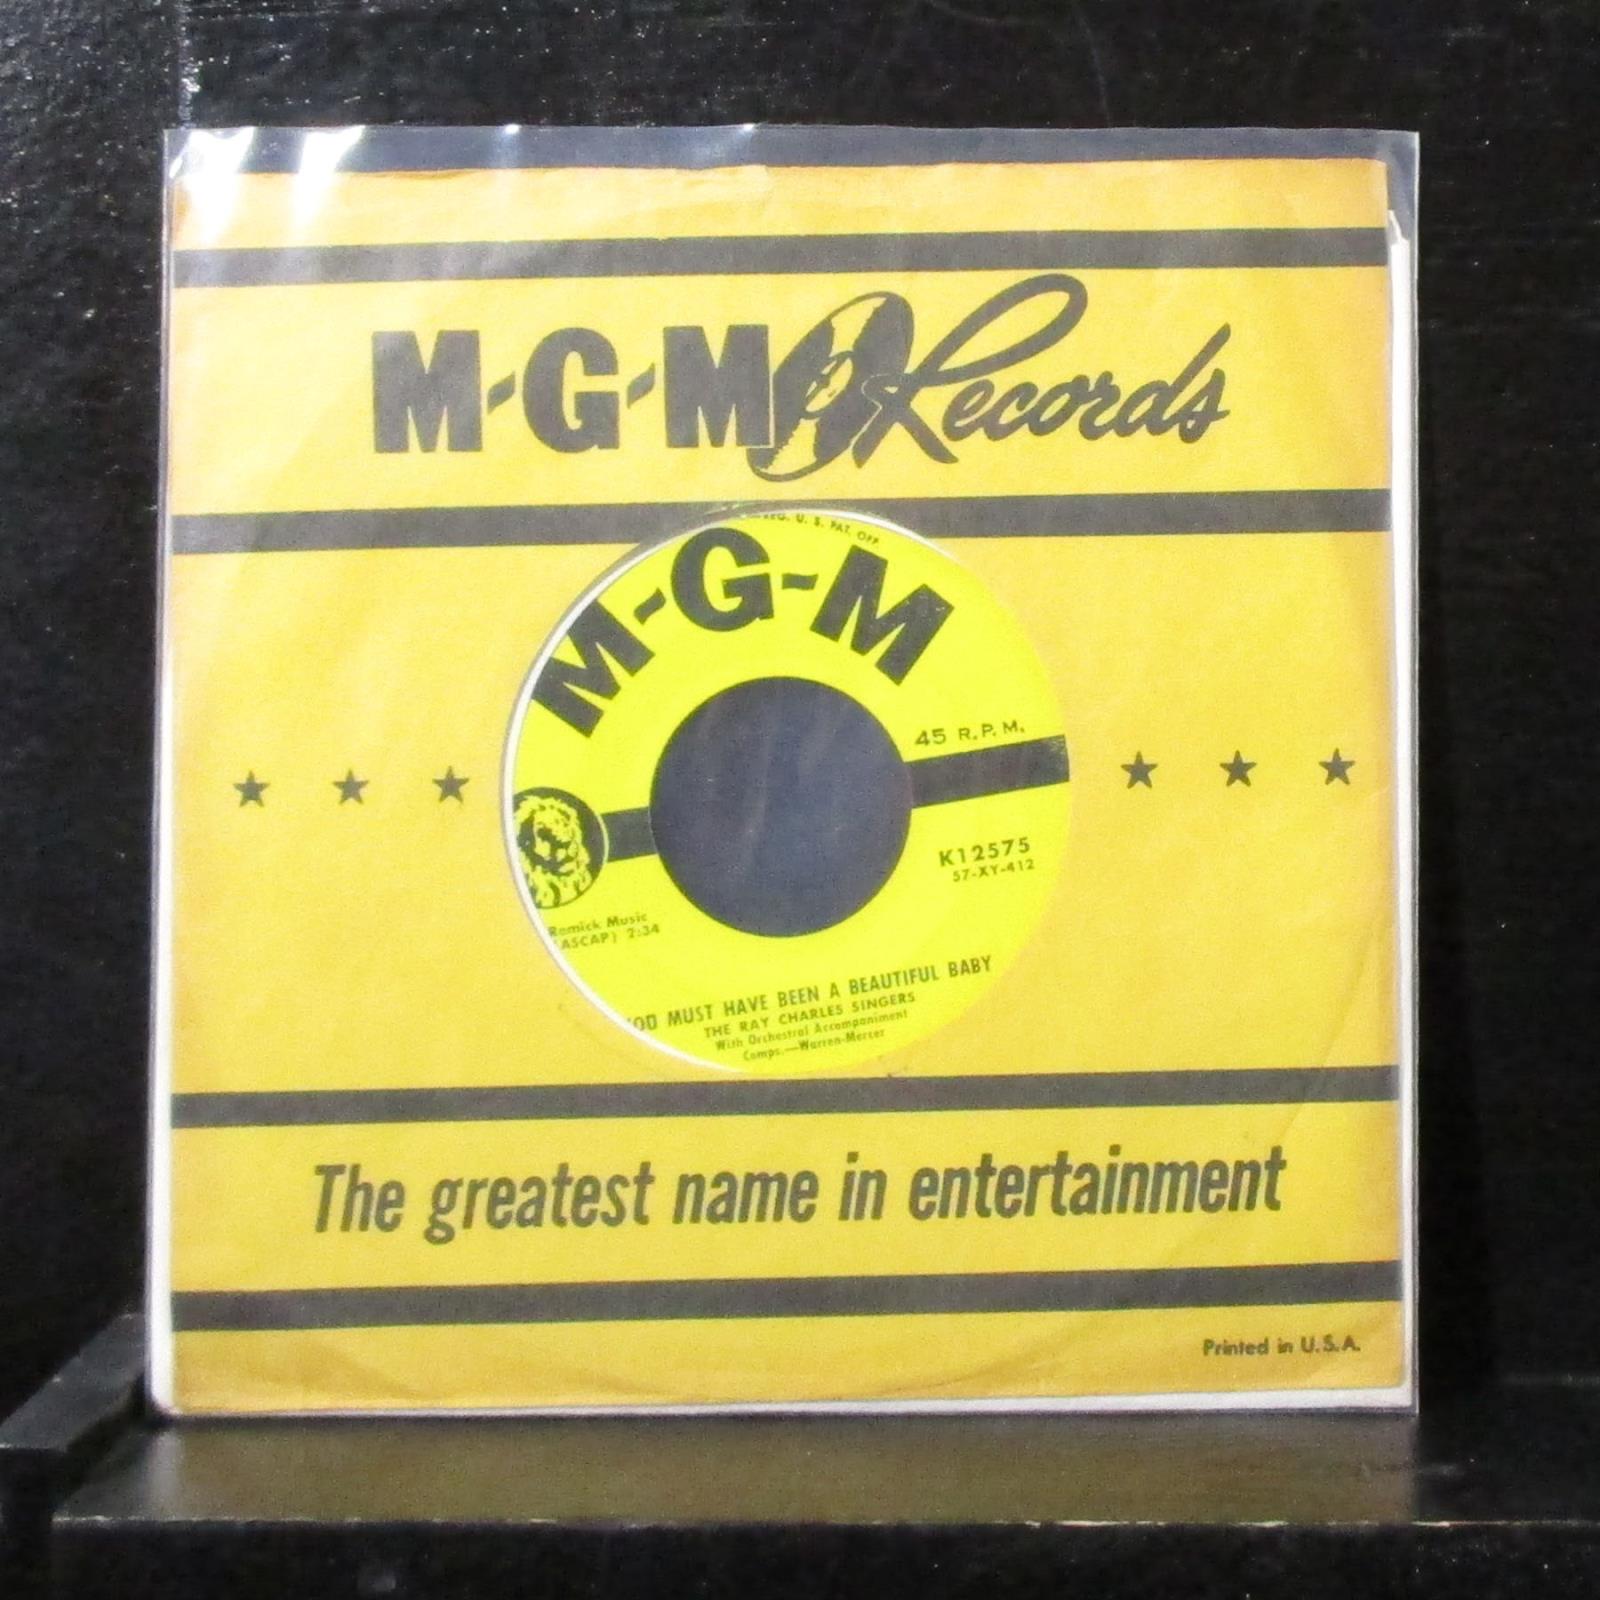 M-G-M Records
REG. U. S. PAT. OFF
M-G-M
45 R.P.M.
K12575
57-XY-412
Remick Music
(ASCAP) 2:34
YOU MUST HAVE BEEN A BEAUTIFUL BABY
THE RAY CHARLES SINGERS
With Orchestral Accompaniment
Comps.—Warren-Mercer
The greatest name in entertainment
Printed in U.S.A.